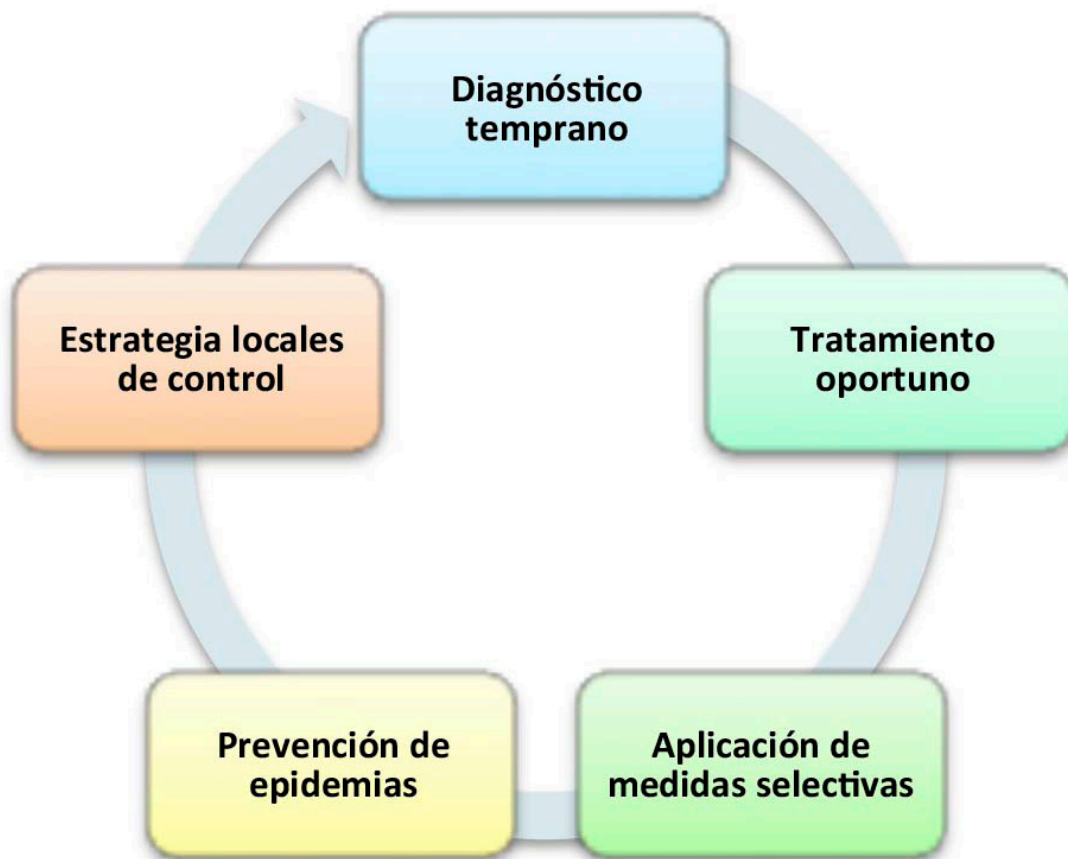 Diagnóstico
temprano
Tratamiento
oportuno
Aplicación de
medidas selectivas
Prevención de
epidemias
Estrategia locales
de control